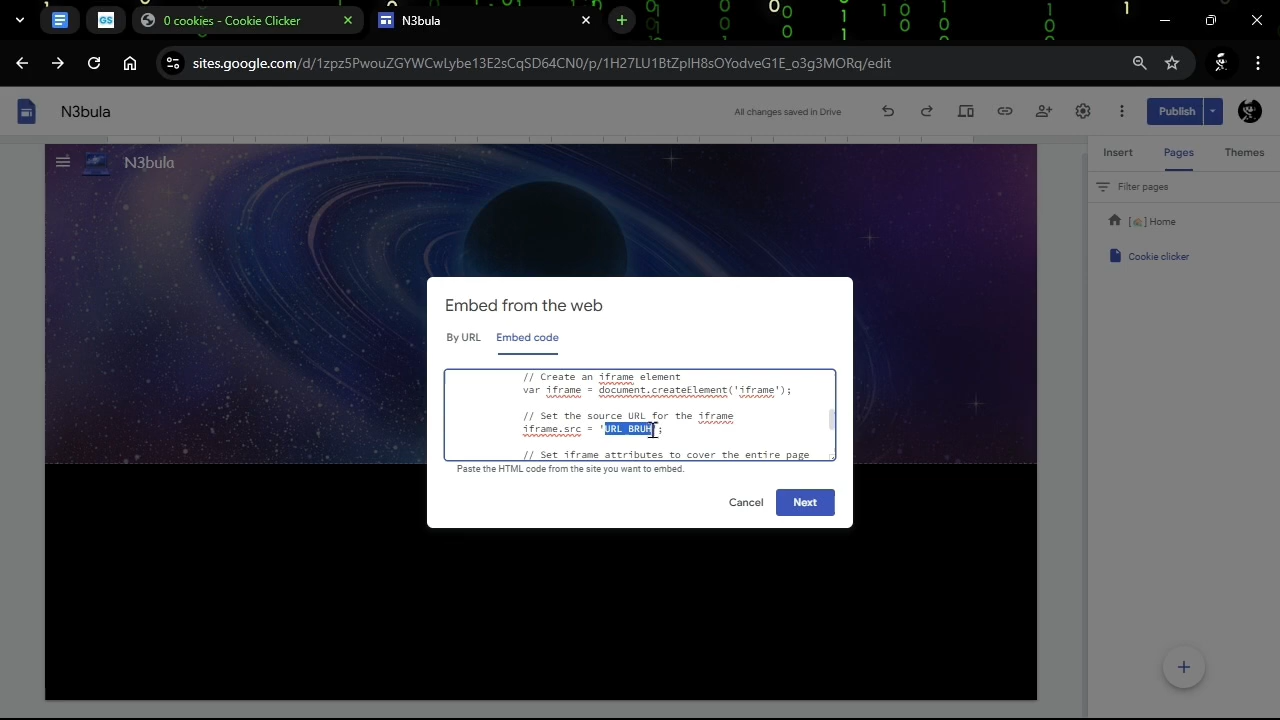 GS
0 cookies - Cookie Clicker
N3bula
sites.google.com/d/1zpz5PwouZGYWCwLybe13E2sCqSD64CN0/p/1H27LU1BtZpIH8sOYodveG1E_o3g3MORq/edit
N3bula
All changes saved in Drive
Publish
N3bula
Insert
Pages
Themes
Filter pages
[🏠] Home
Cookie clicker
Embed from the web
By URL
Embed code
// Create an iframe element
var iframe = document.createElement('iframe');
// Set the source URL for the iframe
iframe.src = 'URL_BRUH';
// Set iframe attributes to cover the entire page
Paste the HTML code from the site you want to embed.
Cancel
Next